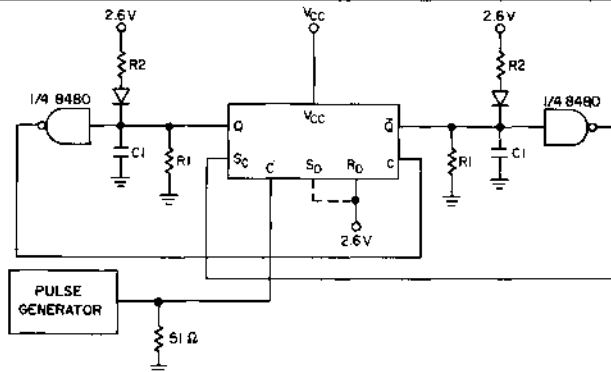 2.6V
VCC
2.6V
R2
R2
1/4 8480
1/4 8480
VCC
Q
Q̄
C1
R1
SC
C
SD
RD
C
R1
C1
2.6V
PULSE
GENERATOR
51 Ω